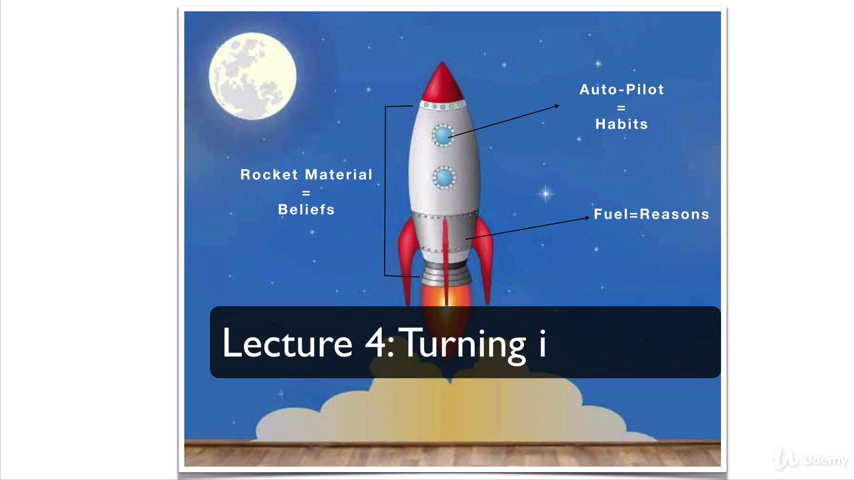 Auto-Pilot
=
Habits
Rocket Material
=
Beliefs
Fuel=Reasons
Lecture 4: Turning i
Udemy